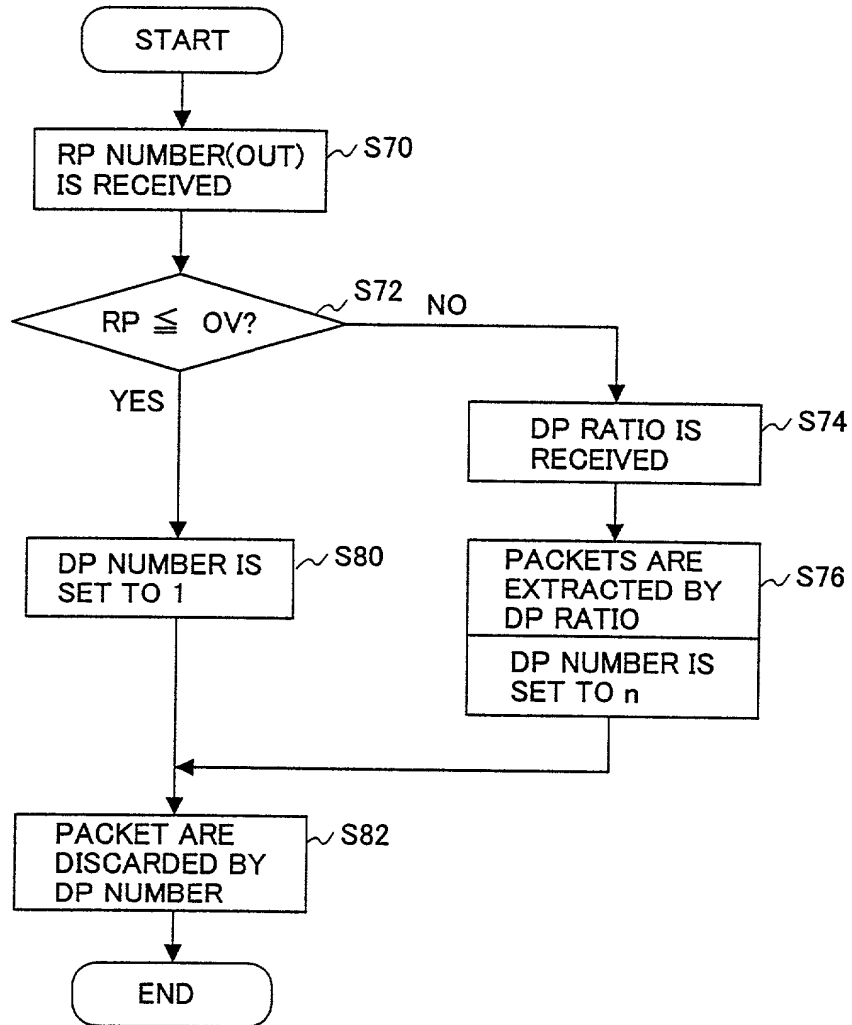 START
RP NUMBER(OUT)
IS RECEIVED
S70
RP ≦ OV?
S72
NO
YES
DP RATIO IS
RECEIVED
S74
DP NUMBER IS
SET TO 1
S80
PACKETS ARE
EXTRACTED BY
DP RATIO
S76
DP NUMBER IS
SET TO n
PACKET ARE
DISCARDED BY
DP NUMBER
S82
END